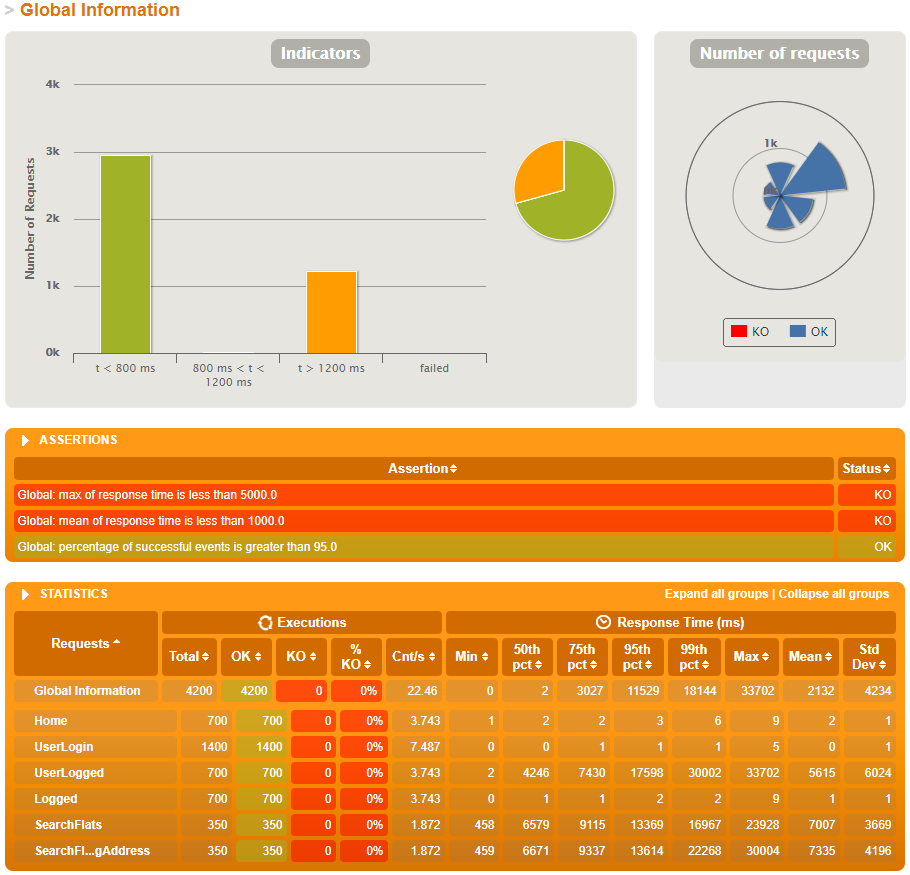 > Global Information
Indicators
Number of requests
4k
3k
2k
1k
0k
Number of Requests
t < 800 ms
800 ms < t <
1200 ms
t > 1200 ms
failed
1k
KO OK
ASSERTIONS
Assertion Status
Global: max of response time is less than 5000.0 KO
Global: mean of response time is less than 1000.0 KO
Global: percentage of successful events is greater than 95.0 OK
STATISTICS Expand all groups | Collapse all groups
Requests Executions Response Time (ms)
Total OK KO % KO Cnt/s Min 50th pct 75th pct 95th pct 99th pct Max Mean Std Dev
Global Information 4200 4200 0 0% 22.46 0 2 3027 11529 18144 33702 2132 4234
Home 700 700 0 0% 3.743 1 2 2 3 6 9 2 1
UserLogin 1400 1400 0 0% 7.487 0 0 1 1 1 5 0 1
UserLogged 700 700 0 0% 3.743 2 4246 7430 17598 30002 33702 5615 6024
Logged 700 700 0 0% 3.743 0 1 1 2 2 9 1 1
SearchFlats 350 350 0 0% 1.872 458 6579 9115 13369 16967 23928 7007 3669
SearchFl...gAddress 350 350 0 0% 1.872 459 6671 9337 13614 22268 30004 7335 4196